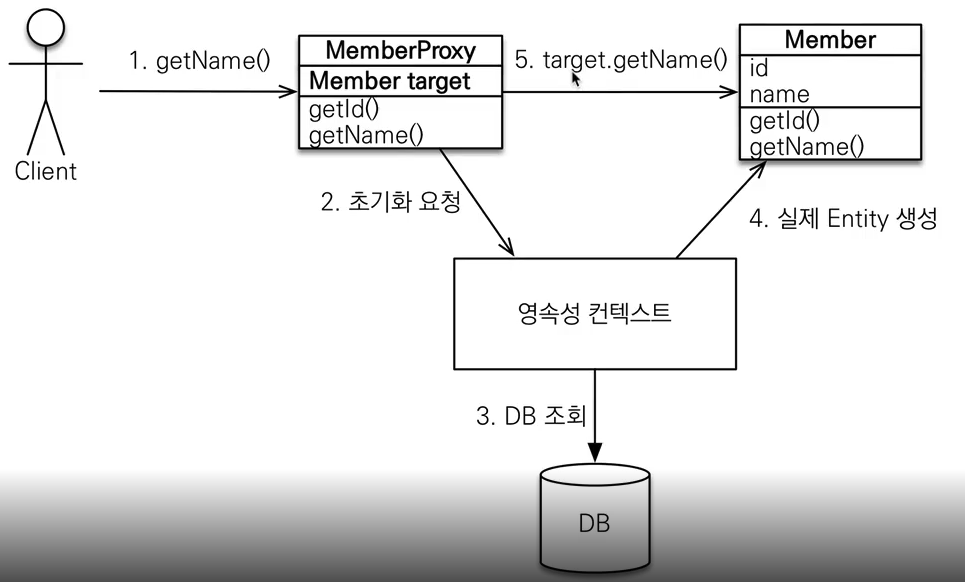 1. getName()
Client
MemberProxy
Member target
getId()
getName()
5. target.getName()
Member
id
name
getId()
getName()
2. 초기화 요청
4. 실제 Entity 생성
영속성 컨텍스트
3. DB 조회
DB